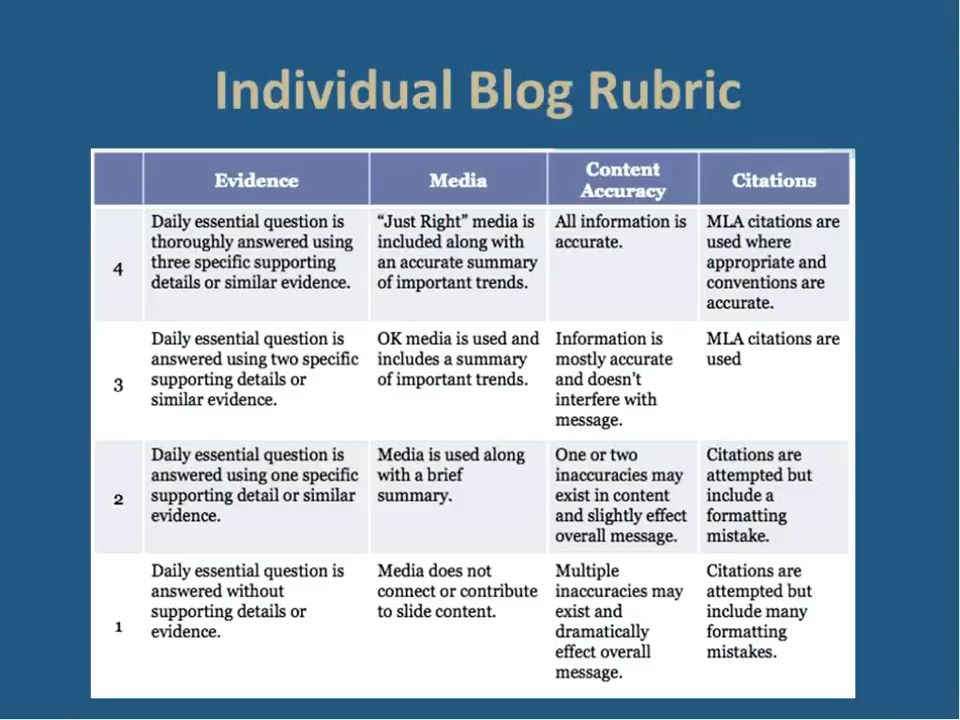 Individual Blog Rubric
Evidence
Media
Content
Accuracy
Citations
4
Daily essential question is
thoroughly answered using
three specific supporting
details or similar evidence.
“Just Right” media is
included along with
an accurate summary
of important trends.
All information is
accurate.
MLA citations are
used where
appropriate and
conventions are
accurate.
3
Daily essential question is
answered using two specific
supporting details or
similar evidence.
OK media is used and
includes a summary
of important trends.
Information is
mostly accurate
and doesn’t
interfere with
message.
MLA citations are
used
2
Daily essential question is
answered using one specific
supporting detail or similar
evidence.
Media is used along
with a brief
summary.
One or two
inaccuracies may
exist in content
and slightly effect
overall message.
Citations are
attempted but
include a
formatting
mistake.
1
Daily essential question is
answered without
supporting details or
evidence.
Media does not
connect or contribute
to slide content.
Multiple
inaccuracies may
exist and
dramatically
effect overall
message.
Citations are
attempted but
include many
formatting
mistakes.